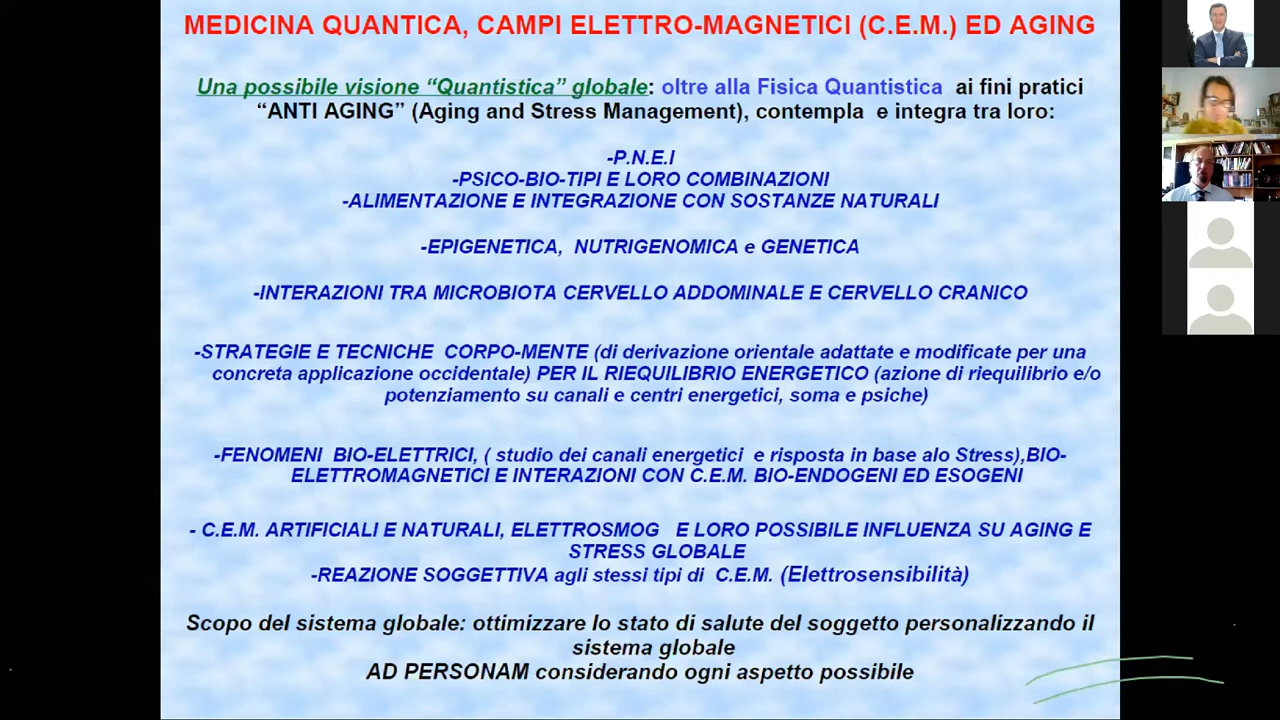 MEDICINA QUANTICA, CAMPI ELETTRO-MAGNETICI (C.E.M.) ED AGING
Una possibile visione “Quantistica” globale: oltre alla Fisica Quantistica ai fini pratici
“ANTI AGING” (Aging and Stress Management), contempla e integra tra loro:
-P.N.E.I
-PSICO-BIO-TIPI E LORO COMBINAZIONI
-ALIMENTAZIONE E INTEGRAZIONE CON SOSTANZE NATURALI
-EPIGENETICA, NUTRIGENOMICA e GENETICA
-INTERAZIONI TRA MICROBIOTA CERVELLO ADDOMINALE E CERVELLO CRANICO
-STRATEGIE E TECNICHE CORPO-MENTE (di derivazione orientale adattate e modificate per una
concreta applicazione occidentale) PER IL RIEQUILIBRIO ENERGETICO (azione di riequilibrio e/o
potenziamento su canali e centri energetici, soma e psiche)
-FENOMENI BIO-ELETTRICI, ( studio dei canali energetici e risposta in base alo Stress),BIO-
ELETTROMAGNETICI E INTERAZIONI CON C.E.M. BIO-ENDOGENI ED ESOGENI
- C.E.M. ARTIFICIALI E NATURALI, ELETTROSMOG E LORO POSSIBILE INFLUENZA SU AGING E
STRESS GLOBALE
-REAZIONE SOGGETTIVA agli stessi tipi di C.E.M. (Elettrosensibilità)
Scopo del sistema globale: ottimizzare lo stato di salute del soggetto personalizzando il
sistema globale
AD PERSONAM considerando ogni aspetto possibile